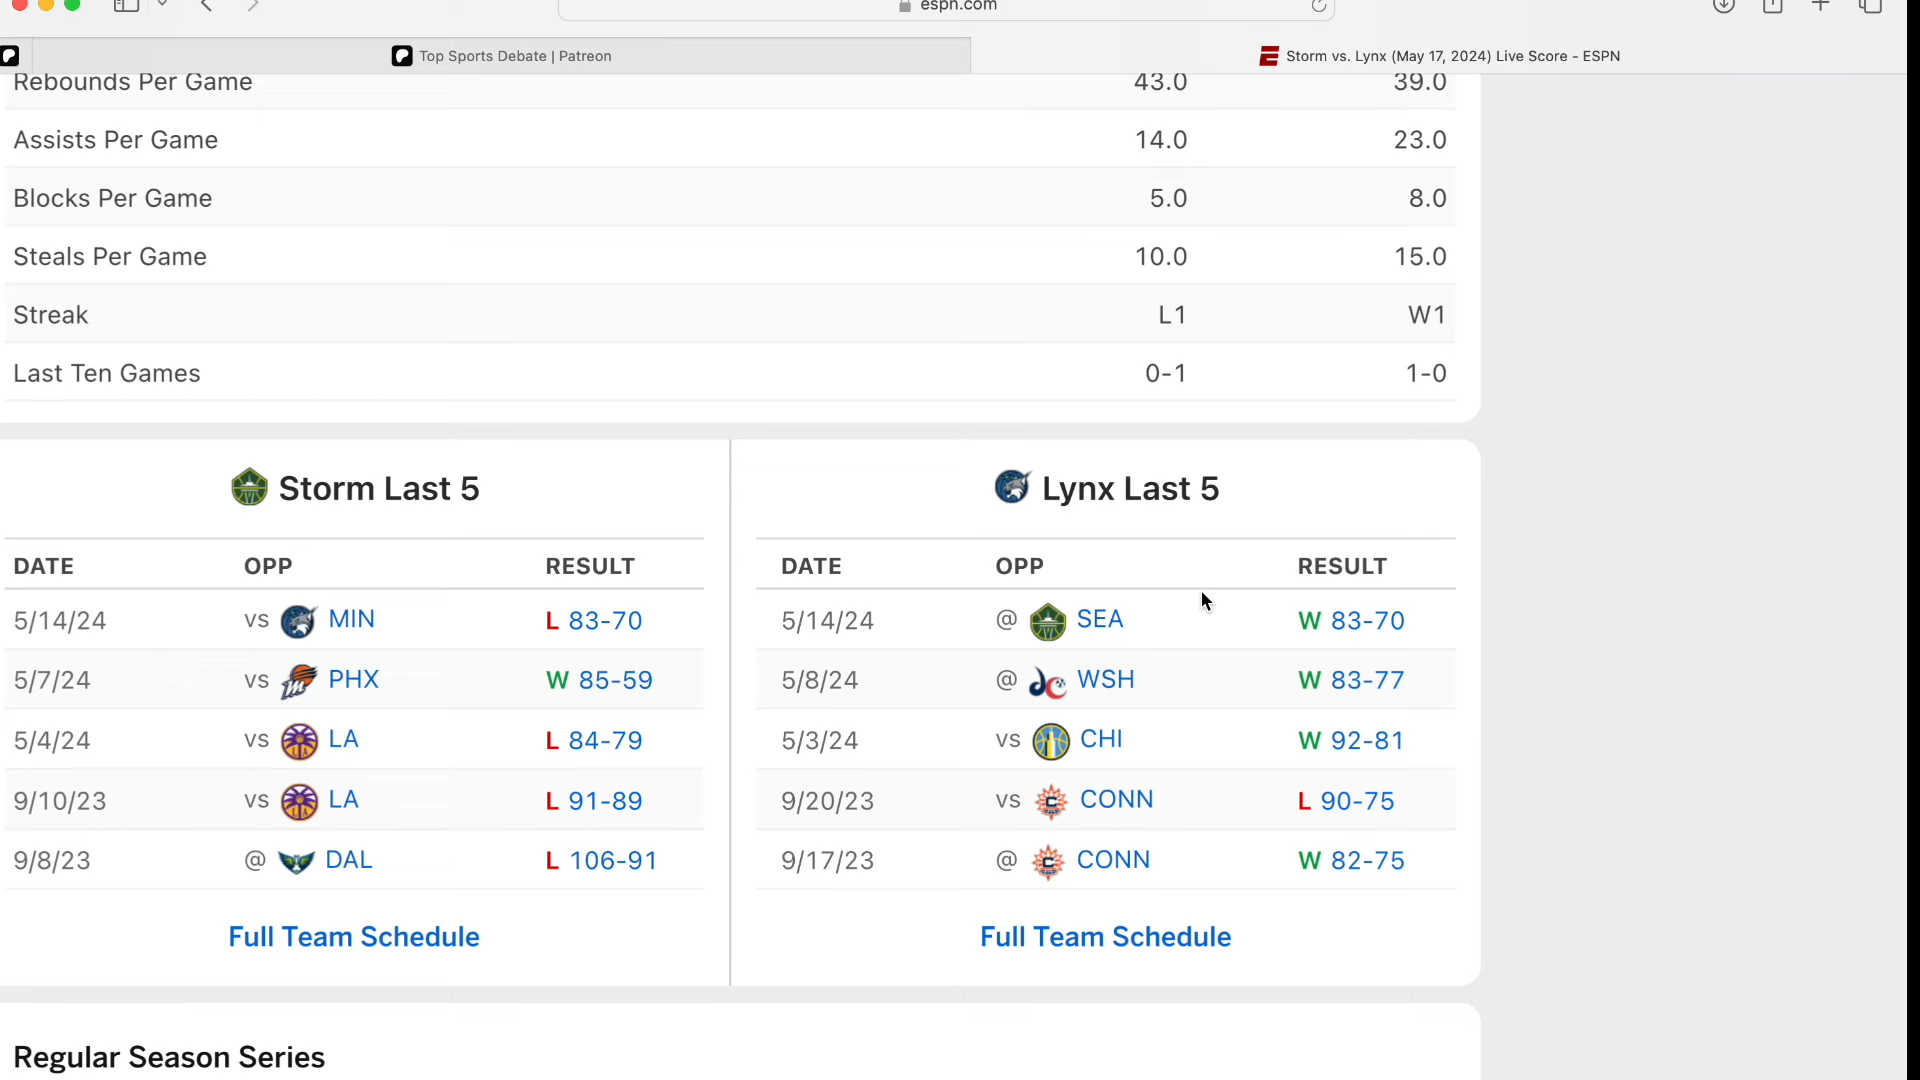 espn.com
Top Sports Debate | Patreon
Storm vs. Lynx (May 17, 2024) Live Score - ESPN
Rebounds Per Game 43.0 39.0
Assists Per Game 14.0 23.0
Blocks Per Game 5.0 8.0
Steals Per Game 10.0 15.0
Streak L1 W1
Last Ten Games 0-1 1-0
Storm Last 5
DATE OPP RESULT
5/14/24 vs MIN L 83-70
5/7/24 vs PHX W 85-59
5/4/24 vs LA L 84-79
9/10/23 vs LA L 91-89
9/8/23 @ DAL L 106-91
Full Team Schedule
Lynx Last 5
DATE OPP RESULT
5/14/24 @ SEA W 83-70
5/8/24 @ WSH W 83-77
5/3/24 vs CHI W 92-81
9/20/23 vs CONN L 90-75
9/17/23 @ CONN W 82-75
Full Team Schedule
Regular Season Series